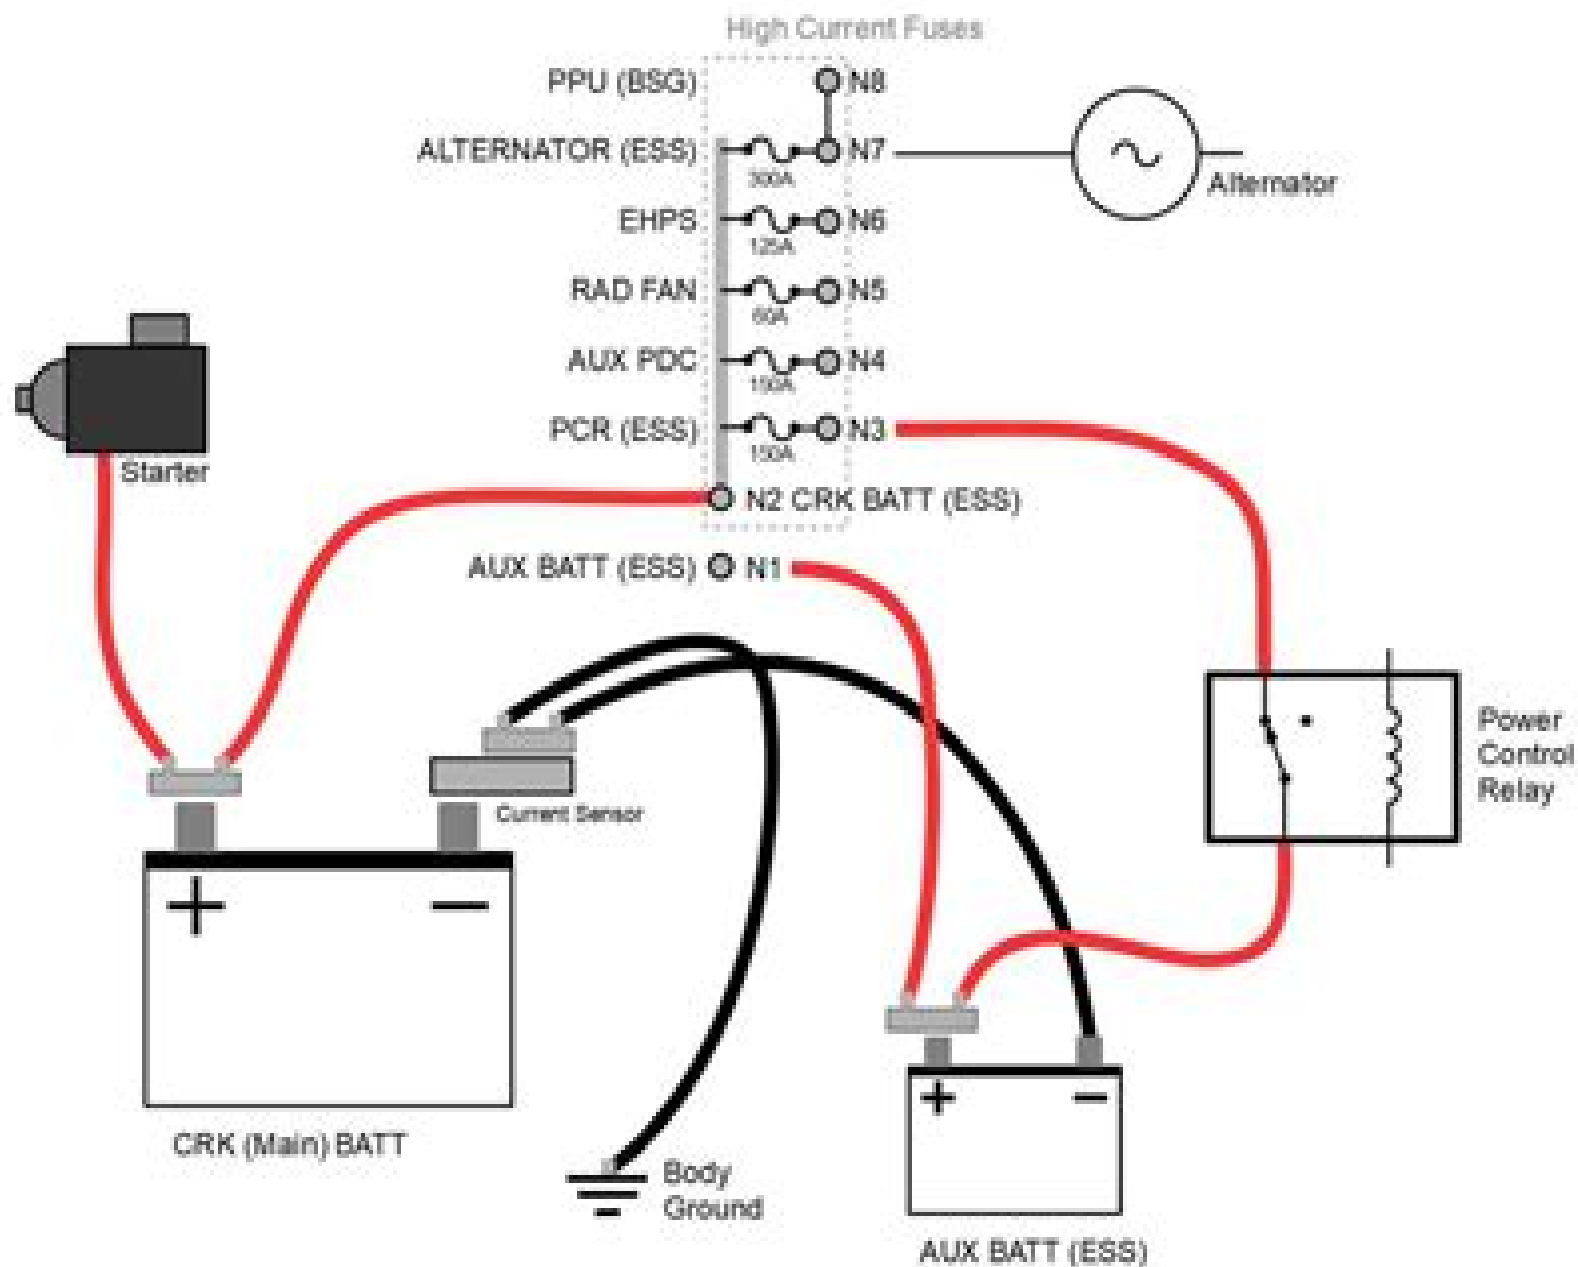 High Current Fuses
PPU (BSG) N8
ALTERNATOR (ESS) N7
300A
Alternator
EHPS N6
125A
RAD FAN N5
60A
AUX PDC N4
150A
PCR (ESS) N3
150A
Starter
N2 CRK BATT (ESS)
AUX BATT (ESS) N1
Power
Control
Relay
Current Sensor
+ −
CRK (Main) BATT
+ −
Body
Ground
AUX BATT (ESS)